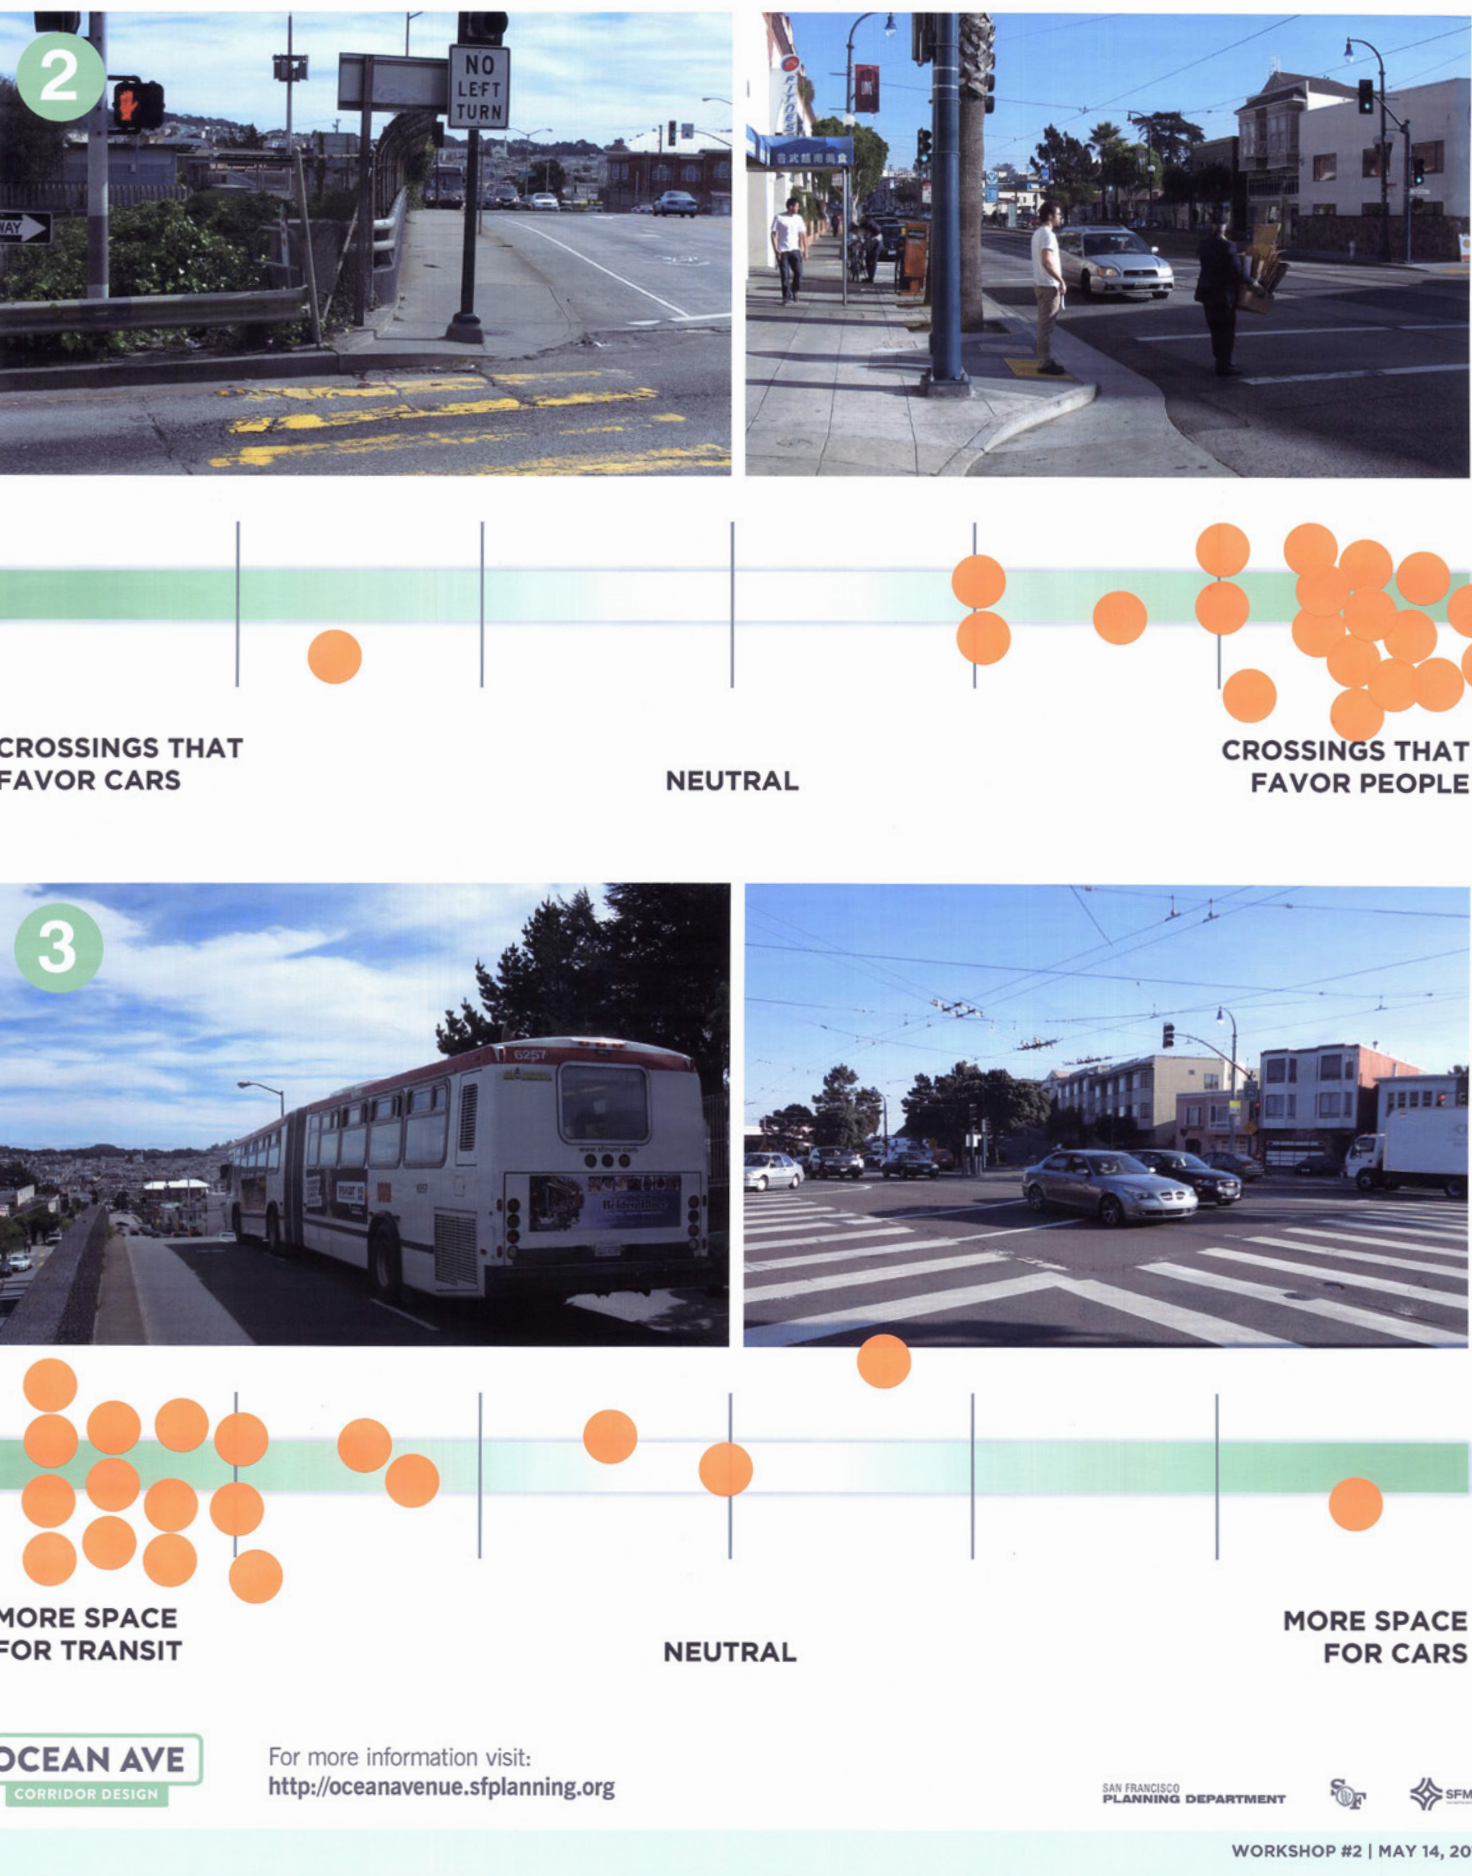 2
NO
LEFT
TURN
WAY
FITNESS
CROSSINGS THAT
FAVOR CARS
NEUTRAL
CROSSINGS THAT
FAVOR PEOPLE
3
6257
MORE SPACE
FOR TRANSIT
NEUTRAL
MORE SPACE
FOR CARS
OCEAN AVE
CORRIDOR DESIGN
For more information visit:
http://oceanavenue.sfplanning.org
SAN FRANCISCO
PLANNING DEPARTMENT
SFM
WORKSHOP #2 | MAY 14, 20